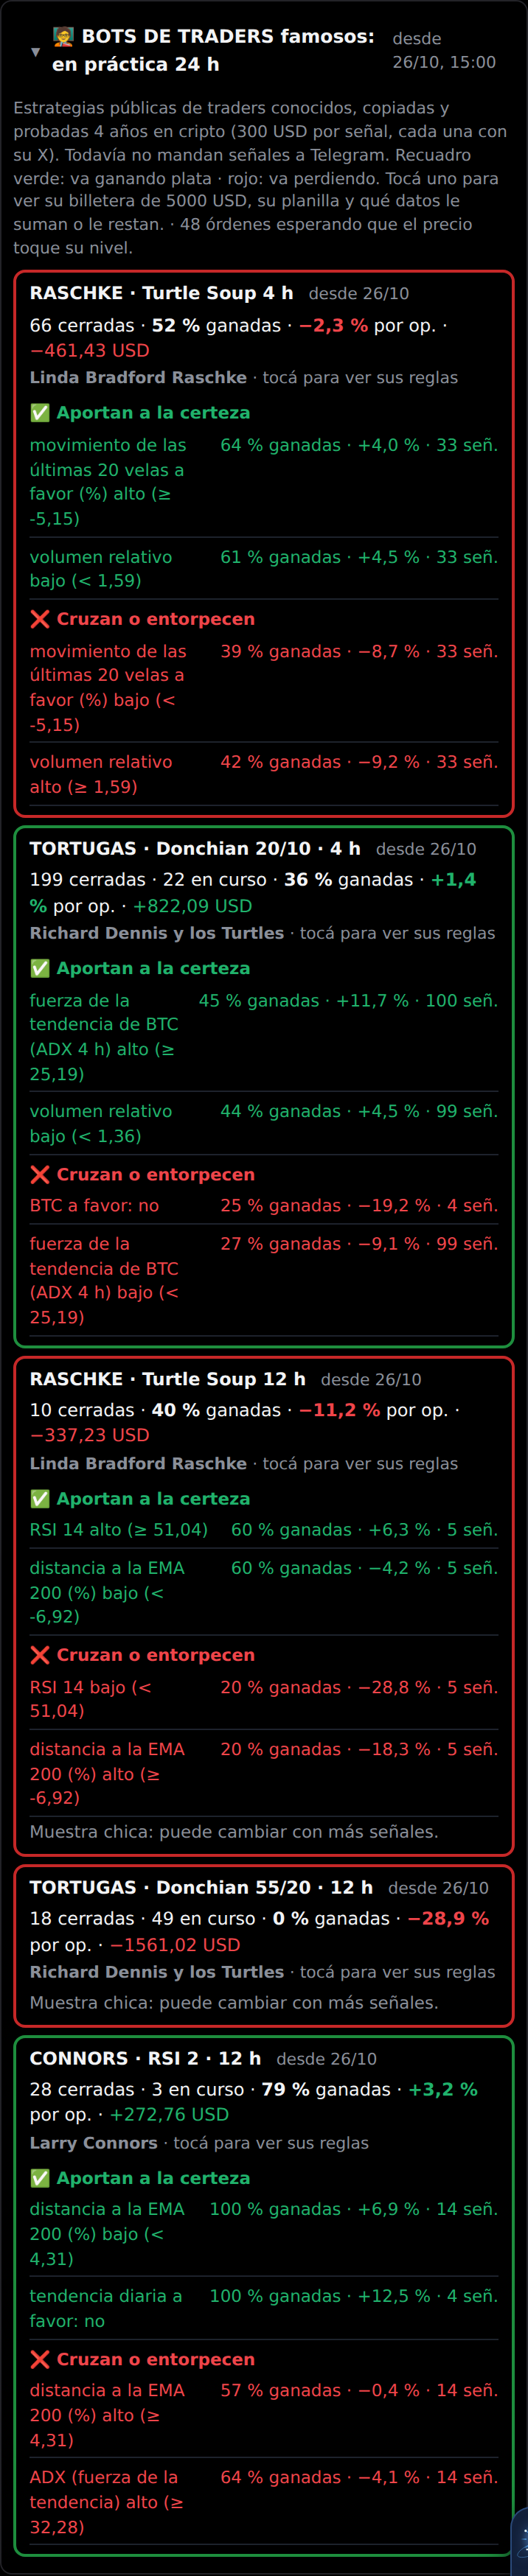 ▼ 🧑‍🏫 BOTS DE TRADERS famosos: desde
en práctica 24 h 26/10, 15:00
Estrategias públicas de traders conocidos, copiadas y
probadas 4 años en cripto (300 USD por señal, cada una con
su X). Todavía no mandan señales a Telegram. Recuadro
verde: va ganando plata · rojo: va perdiendo. Tocá uno para
ver su billetera de 5000 USD, su planilla y qué datos le
suman o le restan. · 48 órdenes esperando que el precio
toque su nivel.
RASCHKE · Turtle Soup 4 h desde 26/10
66 cerradas · 52 % ganadas · −2,3 % por op. ·
−461,43 USD
Linda Bradford Raschke · tocá para ver sus reglas
✅ Aportan a la certeza
movimiento de las 64 % ganadas · +4,0 % · 33 señ.
últimas 20 velas a
favor (%) alto (≥
-5,15)
volumen relativo 61 % ganadas · +4,5 % · 33 señ.
bajo (< 1,59)
❌ Cruzan o entorpecen
movimiento de las 39 % ganadas · −8,7 % · 33 señ.
últimas 20 velas a
favor (%) bajo (<
-5,15)
volumen relativo 42 % ganadas · −9,2 % · 33 señ.
alto (≥ 1,59)
TORTUGAS · Donchian 20/10 · 4 h desde 26/10
199 cerradas · 22 en curso · 36 % ganadas · +1,4
% por op. · +822,09 USD
Richard Dennis y los Turtles · tocá para ver sus reglas
✅ Aportan a la certeza
fuerza de la 45 % ganadas · +11,7 % · 100 señ.
tendencia de BTC
(ADX 4 h) alto (≥
25,19)
volumen relativo 44 % ganadas · +4,5 % · 99 señ.
bajo (< 1,36)
❌ Cruzan o entorpecen
BTC a favor: no 25 % ganadas · −19,2 % · 4 señ.
fuerza de la 27 % ganadas · −9,1 % · 99 señ.
tendencia de BTC
(ADX 4 h) bajo (<
25,19)
RASCHKE · Turtle Soup 12 h desde 26/10
10 cerradas · 40 % ganadas · −11,2 % por op. ·
−337,23 USD
Linda Bradford Raschke · tocá para ver sus reglas
✅ Aportan a la certeza
RSI 14 alto (≥ 51,04) 60 % ganadas · +6,3 % · 5 señ.
distancia a la EMA 60 % ganadas · −4,2 % · 5 señ.
200 (%) bajo (<
-6,92)
❌ Cruzan o entorpecen
RSI 14 bajo (< 20 % ganadas · −28,8 % · 5 señ.
51,04)
distancia a la EMA 20 % ganadas · −18,3 % · 5 señ.
200 (%) alto (≥
-6,92)
Muestra chica: puede cambiar con más señales.
TORTUGAS · Donchian 55/20 · 12 h desde 26/10
18 cerradas · 49 en curso · 0 % ganadas · −28,9 %
por op. · −1561,02 USD
Richard Dennis y los Turtles · tocá para ver sus reglas
Muestra chica: puede cambiar con más señales.
CONNORS · RSI 2 · 12 h desde 26/10
28 cerradas · 3 en curso · 79 % ganadas · +3,2 %
por op. · +272,76 USD
Larry Connors · tocá para ver sus reglas
✅ Aportan a la certeza
distancia a la EMA 100 % ganadas · +6,9 % · 14 señ.
200 (%) bajo (<
4,31)
tendencia diaria a 100 % ganadas · +12,5 % · 4 señ.
favor: no
❌ Cruzan o entorpecen
distancia a la EMA 57 % ganadas · −0,4 % · 14 señ.
200 (%) alto (≥
4,31)
ADX (fuerza de la 64 % ganadas · −4,1 % · 14 señ.
tendencia) alto (≥
32,28)